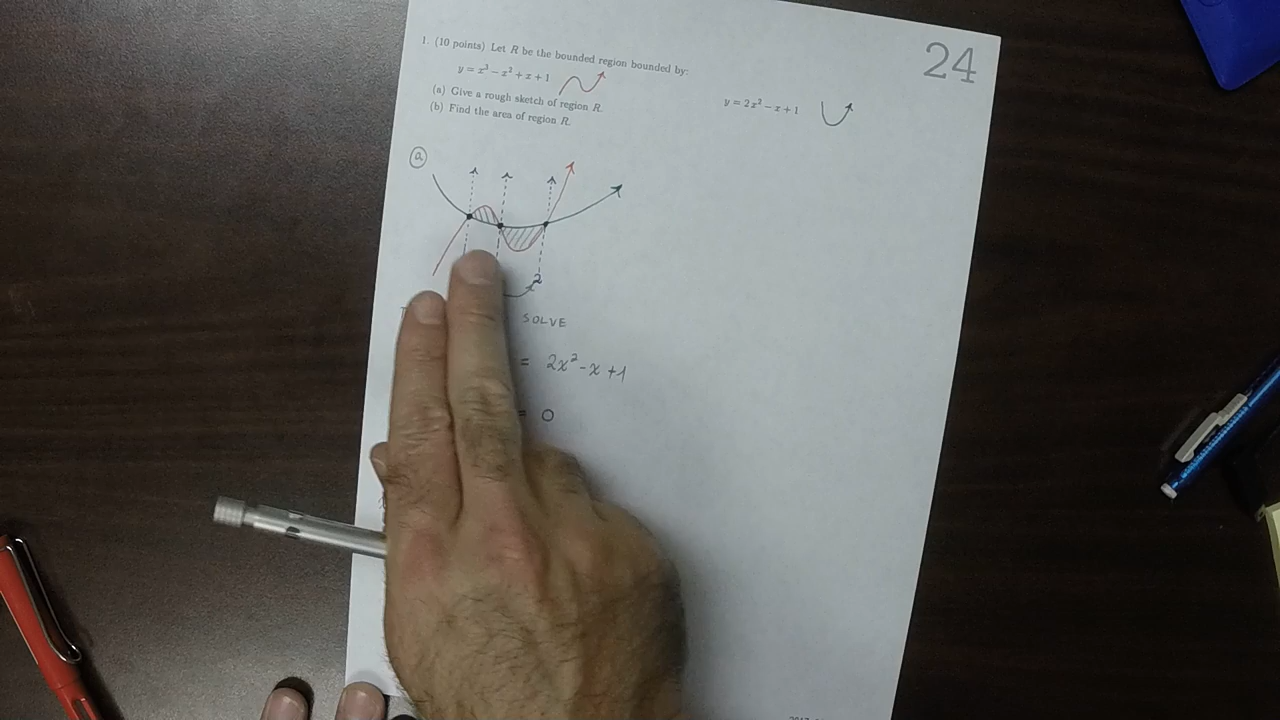 24
1. (10 points) Let R be the bounded region bounded by:
y = x³ − x² + x + 1
y = 2x² − x + 1
(a) Give a rough sketch of region R.
(b) Find the area of region R.
ⓐ
2
SOLVE
= 2x² - x + 1
= 0